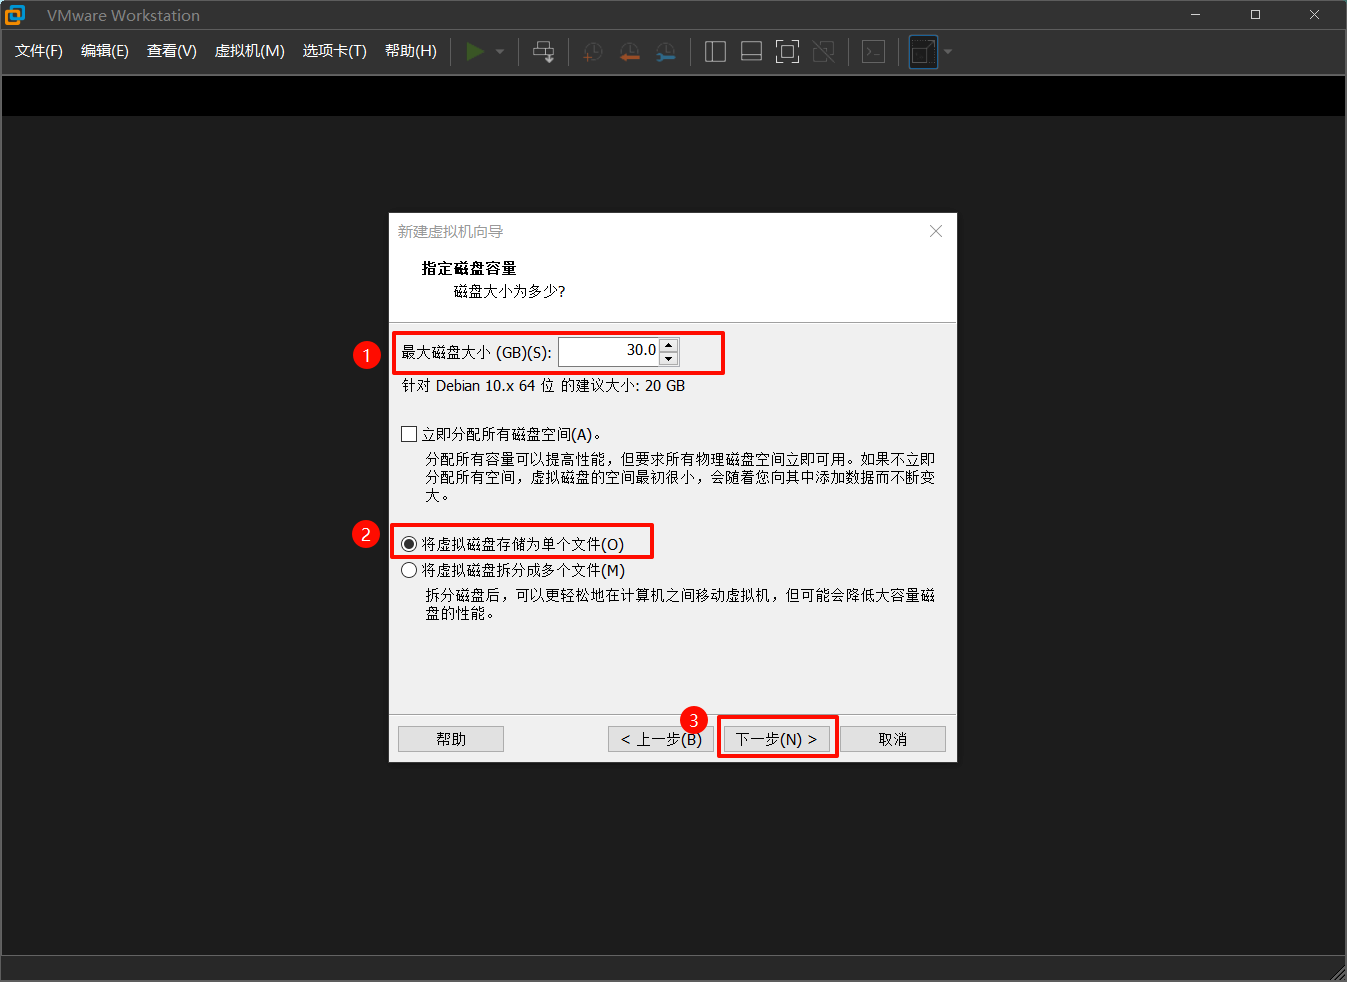 VMware Workstation
文件(F) 编辑(E) 查看(V) 虚拟机(M) 选项卡(T) 帮助(H)
新建虚拟机向导
指定磁盘容量
磁盘大小为多少?
1
最大磁盘大小 (GB)(S): 30.0
针对 Debian 10.x 64 位 的建议大小: 20 GB
立即分配所有磁盘空间(A)。
分配所有容量可以提高性能，但要求所有物理磁盘空间立即可用。如果不立即
分配所有空间，虚拟磁盘的空间最初很小，会随着您向其中添加数据而不断变
大。
2
将虚拟磁盘存储为单个文件(O)
将虚拟磁盘拆分成多个文件(M)
拆分磁盘后，可以更轻松地在计算机之间移动虚拟机，但可能会降低大容量磁
盘的性能。
3
帮助 < 上一步(B) 下一步(N) > 取消